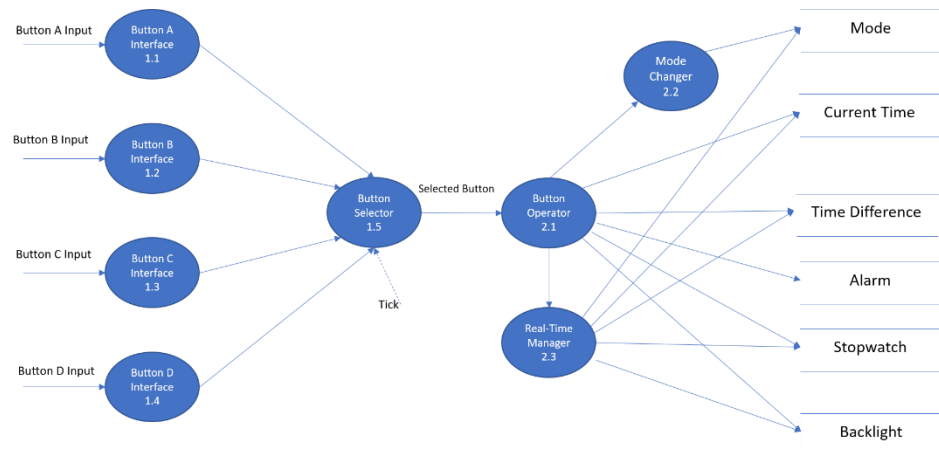 Button A Input
Button A
Interface
1.1
Button B Input
Button B
Interface
1.2
Button C Input
Button C
Interface
1.3
Button D Input
Button D
Interface
1.4
Button
Selector
1.5
Tick
Selected Button
Button
Operator
2.1
Mode
Changer
2.2
Real-Time
Manager
2.3
Mode
Current Time
Time Difference
Alarm
Stopwatch
Backlight